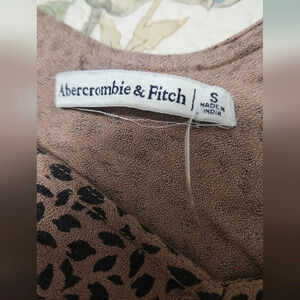 Abercrombie & Fitch
S
MADE IN
INDIA